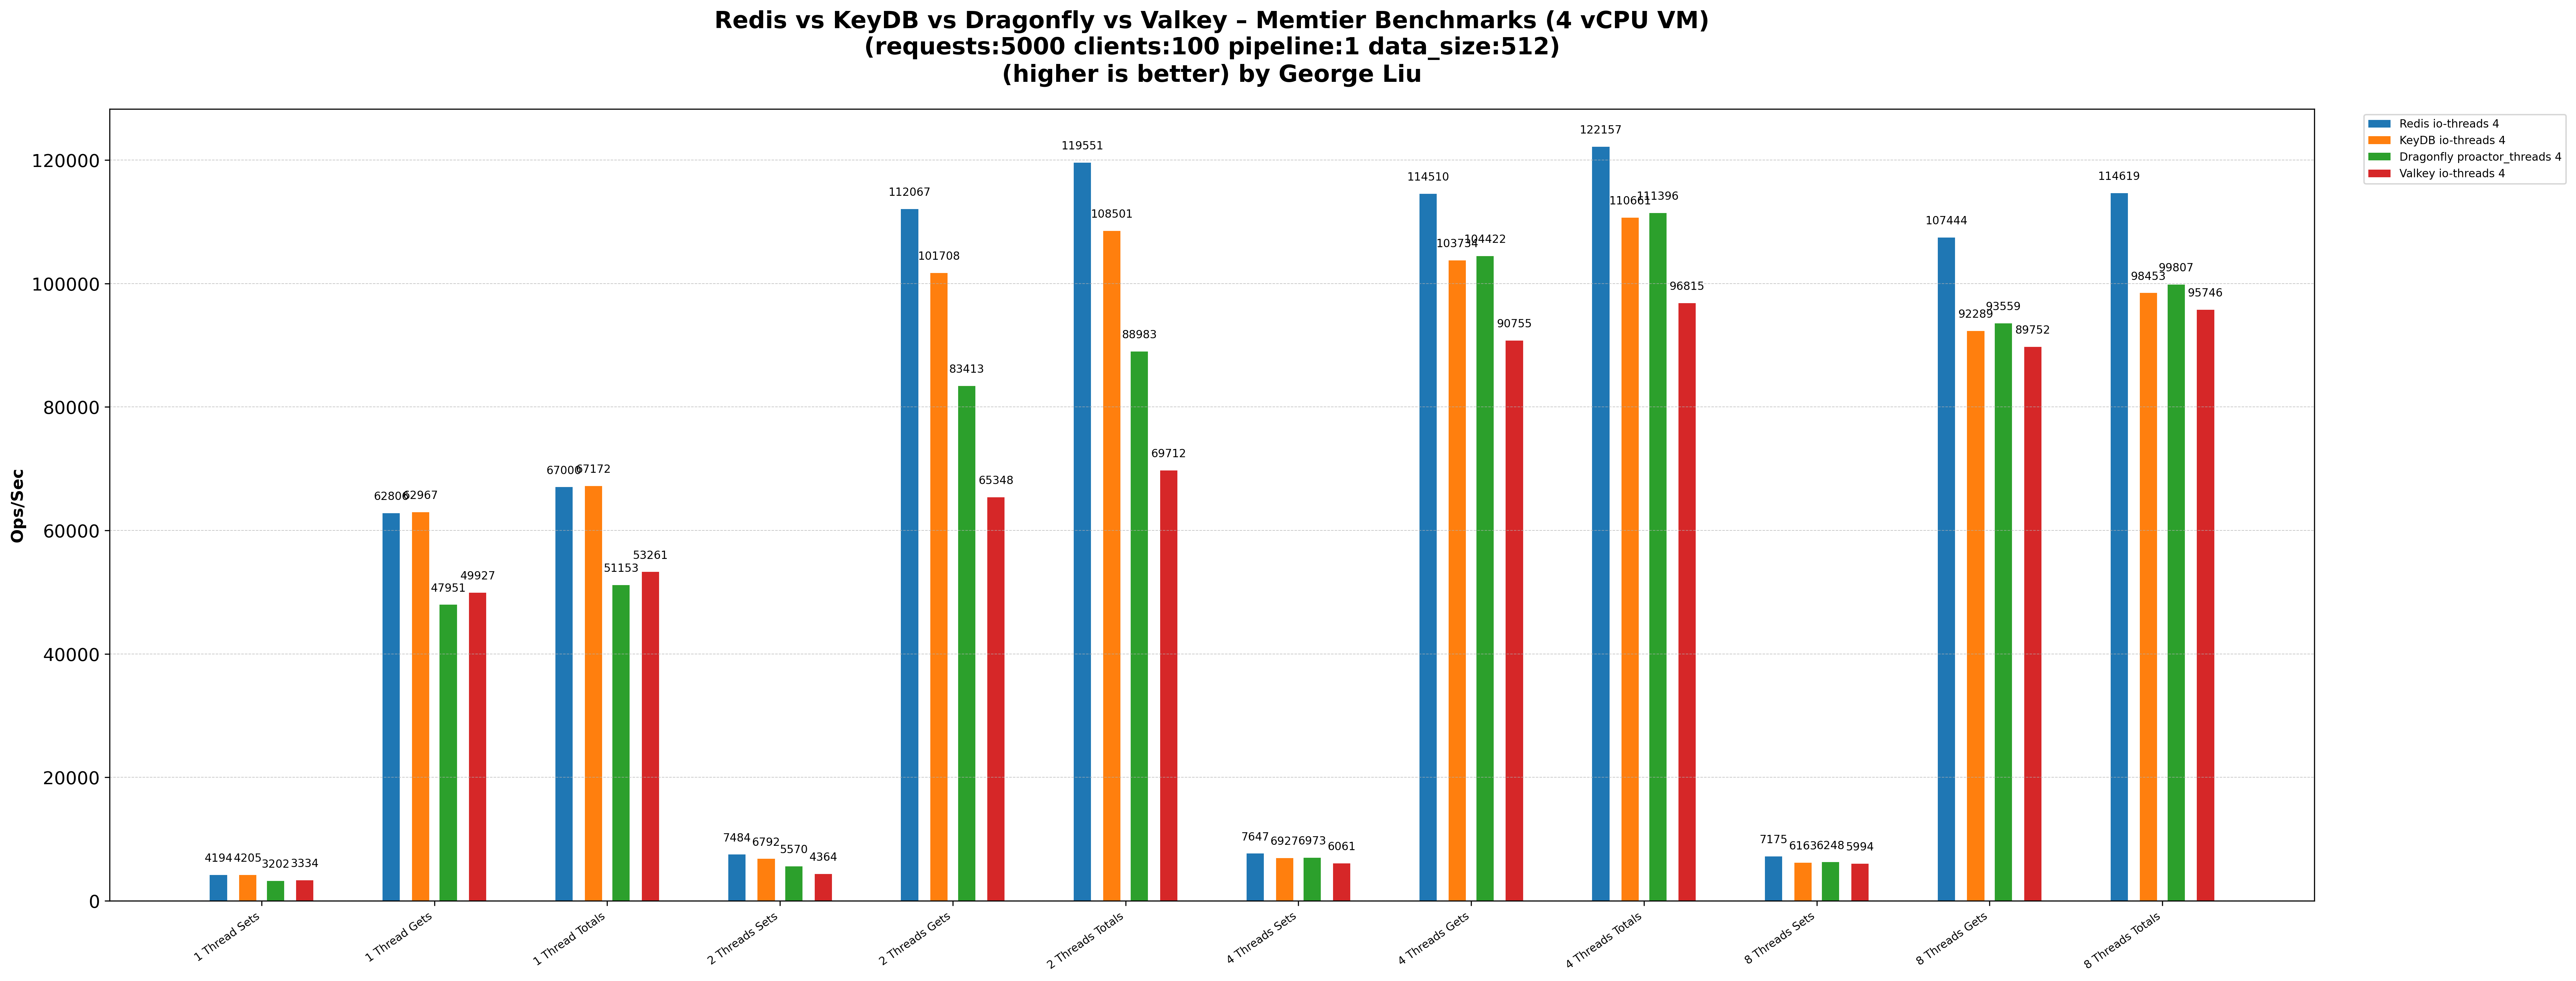 Redis vs KeyDB vs Dragonfly vs Valkey – Memtier Benchmarks (4 vCPU VM)
(requests:5000 clients:100 pipeline:1 data_size:512)
(higher is better) by George Liu
Redis io-threads 4
KeyDB io-threads 4
Dragonfly proactor_threads 4
Valkey io-threads 4
Ops/Sec
120000
100000
80000
60000
40000
20000
0
4194 4205 3202 3334
62806 62967 47951 49927
67000 67172 51153 53261
7484 6792 5570 4364
112067 101708 83413 65348
119551 108501 88983 69712
7647 6927 6973 6061
114510 103734 104422 90755
122157 110661 111396 96815
7175 6163 6248 5994
107444 92289 93559 89752
114619 98453 99807 95746
1 Thread Sets
1 Thread Gets
1 Thread Totals
2 Threads Sets
2 Threads Gets
2 Threads Totals
4 Threads Sets
4 Threads Gets
4 Threads Totals
8 Threads Sets
8 Threads Gets
8 Threads Totals